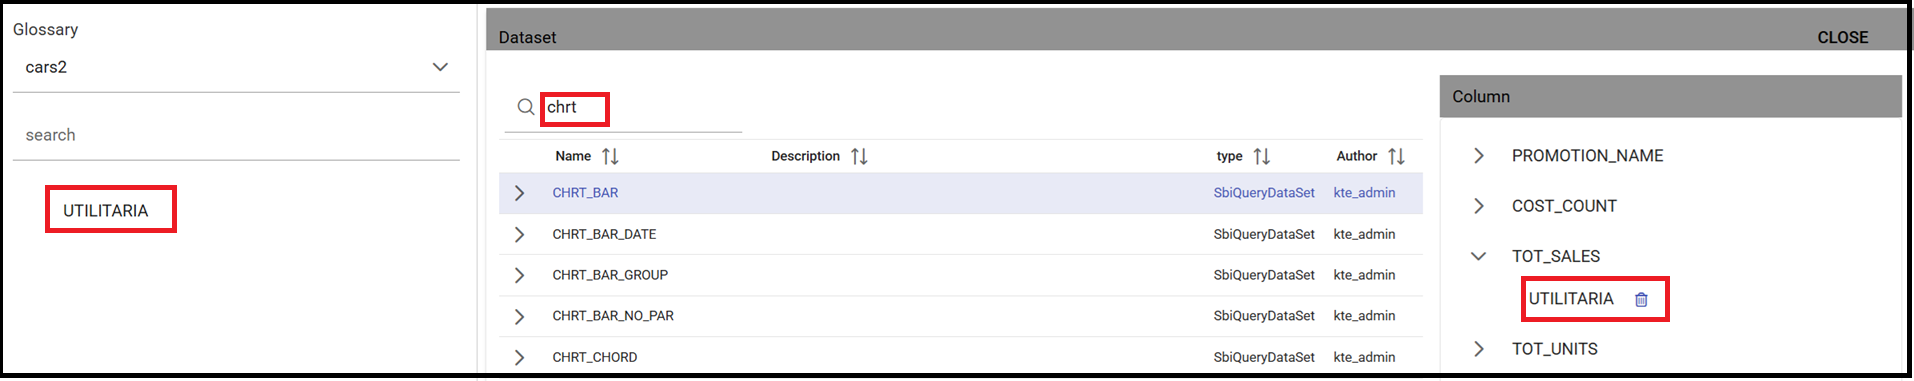 Glossary
cars2
search
UTILITARIA
Dataset CLOSE
chrt
Name Description type Author
CHRT_BAR SbiQueryDataSet kte_admin
CHRT_BAR_DATE SbiQueryDataSet kte_admin
CHRT_BAR_GROUP SbiQueryDataSet kte_admin
CHRT_BAR_NO_PAR SbiQueryDataSet kte_admin
CHRT_CHORD SbiQueryDataSet kte_admin
Column
PROMOTION_NAME
COST_COUNT
TOT_SALES
UTILITARIA
TOT_UNITS